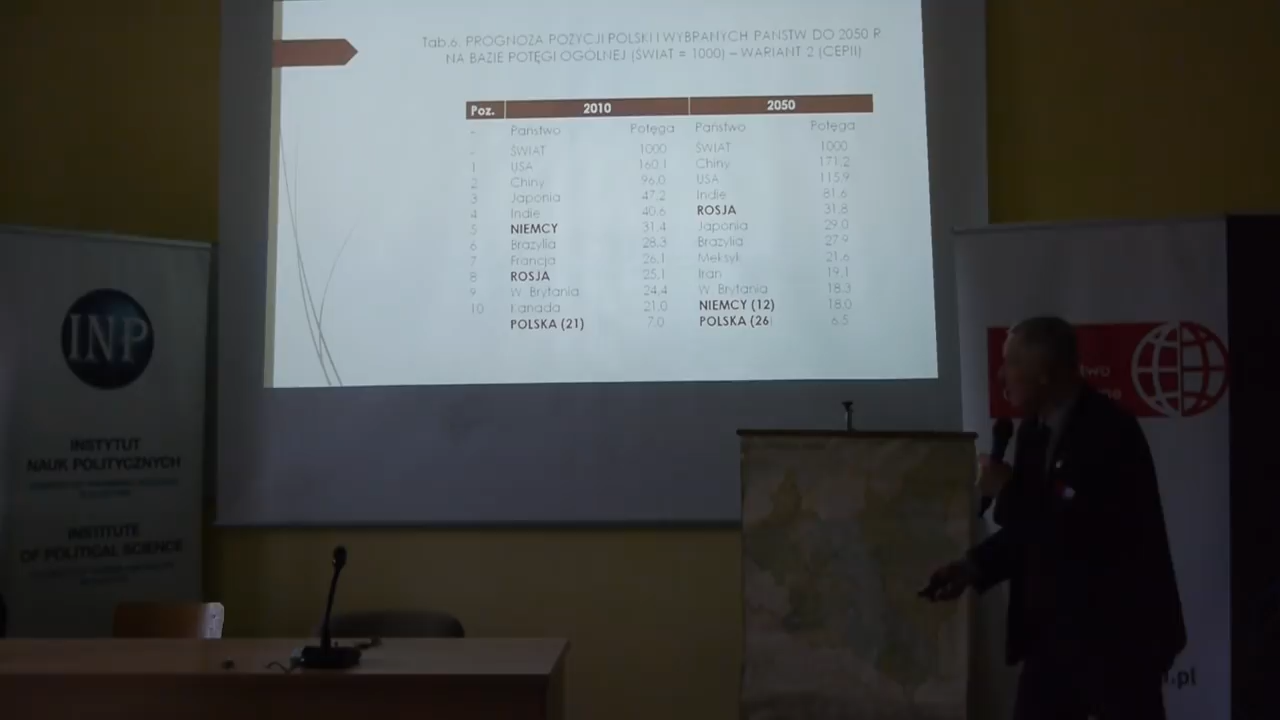 Tab.6. PROGNOZA POZYCJI POLSKI I WYBRANYCH PAŃSTW DO 2050 R.
NA BAZIE POTĘGI OGÓLNEJ (ŚWIAT = 1000) – WARIANT 2 (CEPII)
Poz. 2010 2050
- Państwo Potęga Państwo Potęga
- ŚWIAT 1000 ŚWIAT 1000
1 USA 160,1 Chiny 171,2
2 Chiny 96,0 USA 115,9
3 Japonia 47,2 Indie 81,6
4 Indie 40,6 ROSJA 31,8
5 NIEMCY 31,4 Japonia 29,0
6 Brazylia 28,3 Brazylia 27,9
7 Francja 26,1 Meksyk 21,6
8 ROSJA 25,1 Iran 19,1
9 W. Brytania 24,4 W. Brytania 18,3
10 Kanada 21,0 NIEMCY (12) 18,0
POLSKA (21) 7,0 POLSKA (26) 6,5
INP
INSTYTUT
NAUK POLITYCZNYCH
INSTITUTE
OF POLITICAL SCIENCE
.pl